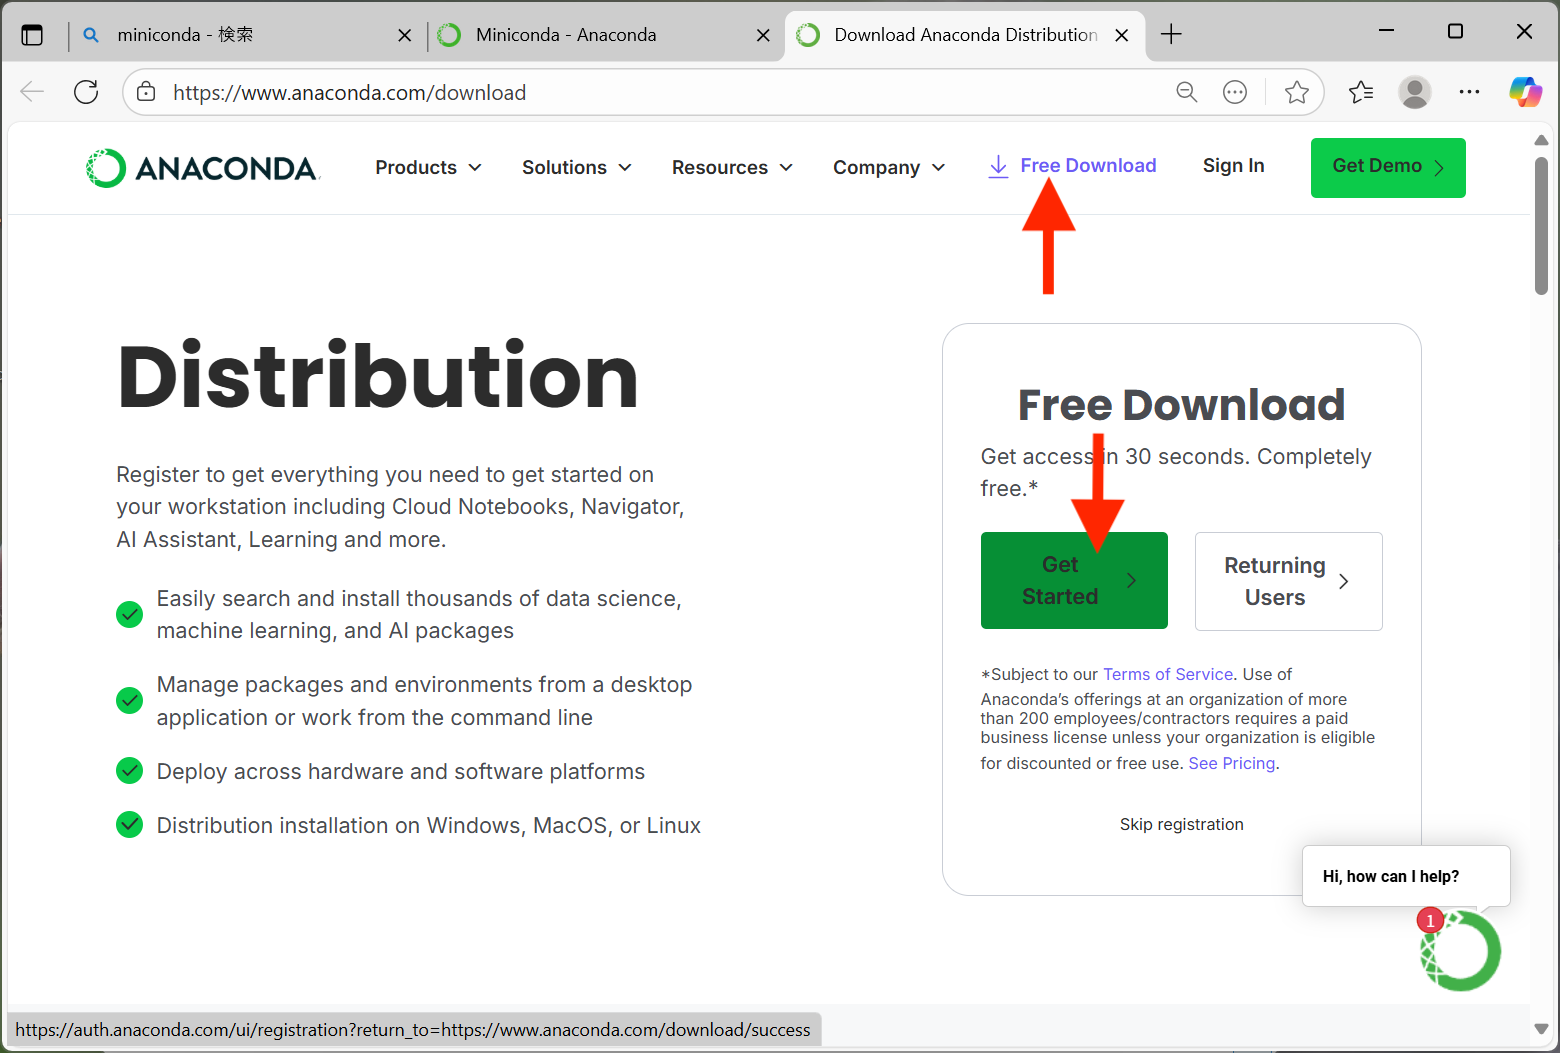 miniconda - 検索
Miniconda - Anaconda
Download Anaconda Distribution
https://www.anaconda.com/download
ANACONDA.
Products
Solutions
Resources
Company
Free Download
Sign In
Get Demo
Distribution
Register to get everything you need to get started on
your workstation including Cloud Notebooks, Navigator,
AI Assistant, Learning and more.
Easily search and install thousands of data science,
machine learning, and AI packages
Manage packages and environments from a desktop
application or work from the command line
Deploy across hardware and software platforms
Distribution installation on Windows, MacOS, or Linux
Free Download
Get access in 30 seconds. Completely
free.*
Get
Started
Returning
Users
*Subject to our Terms of Service. Use of
Anaconda’s offerings at an organization of more
than 200 employees/contractors requires a paid
business license unless your organization is eligible
for discounted or free use. See Pricing.
Skip registration
Hi, how can I help?
1
https://auth.anaconda.com/ui/registration?return_to=https://www.anaconda.com/download/success